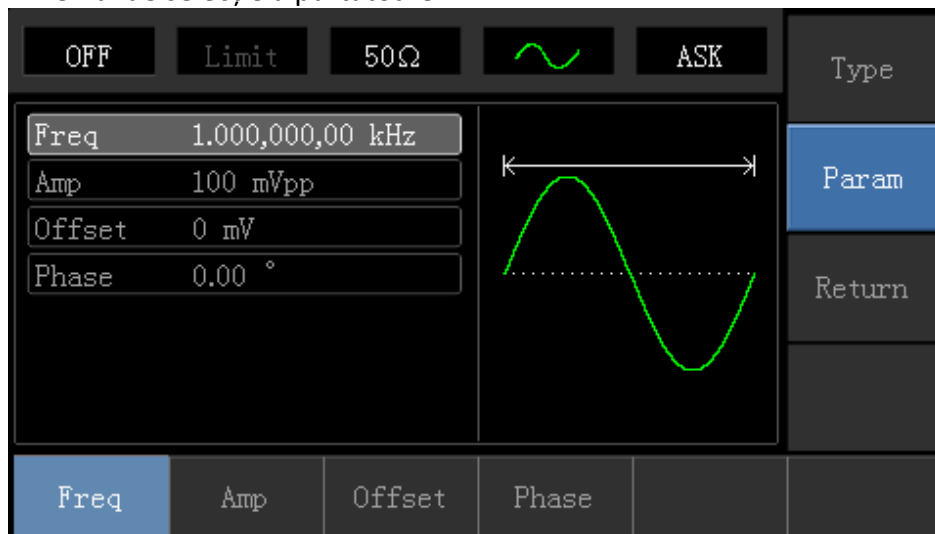 OFF Limit 50Ω ASK
Type
Freq 1.000,000,00 kHz
Amp 100 mVpp
Offset 0 mV
Phase 0.00 °
Param
Return
Freq Amp Offset Phase